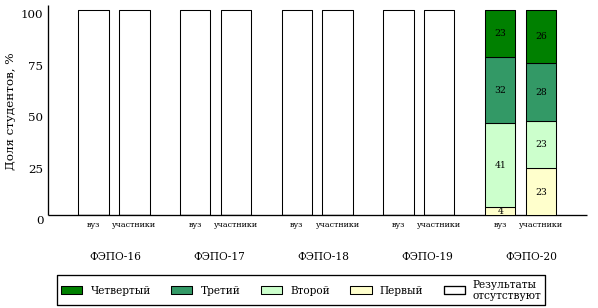 Доля студентов, %
100
75
50
25
0
23
32
41
4
26
28
23
23
вуз участники вуз участники вуз участники вуз участники вуз участники
ФЭПО-16 ФЭПО-17 ФЭПО-18 ФЭПО-19 ФЭПО-20
Четвертый Третий Второй Первый Результаты
отсутствуют